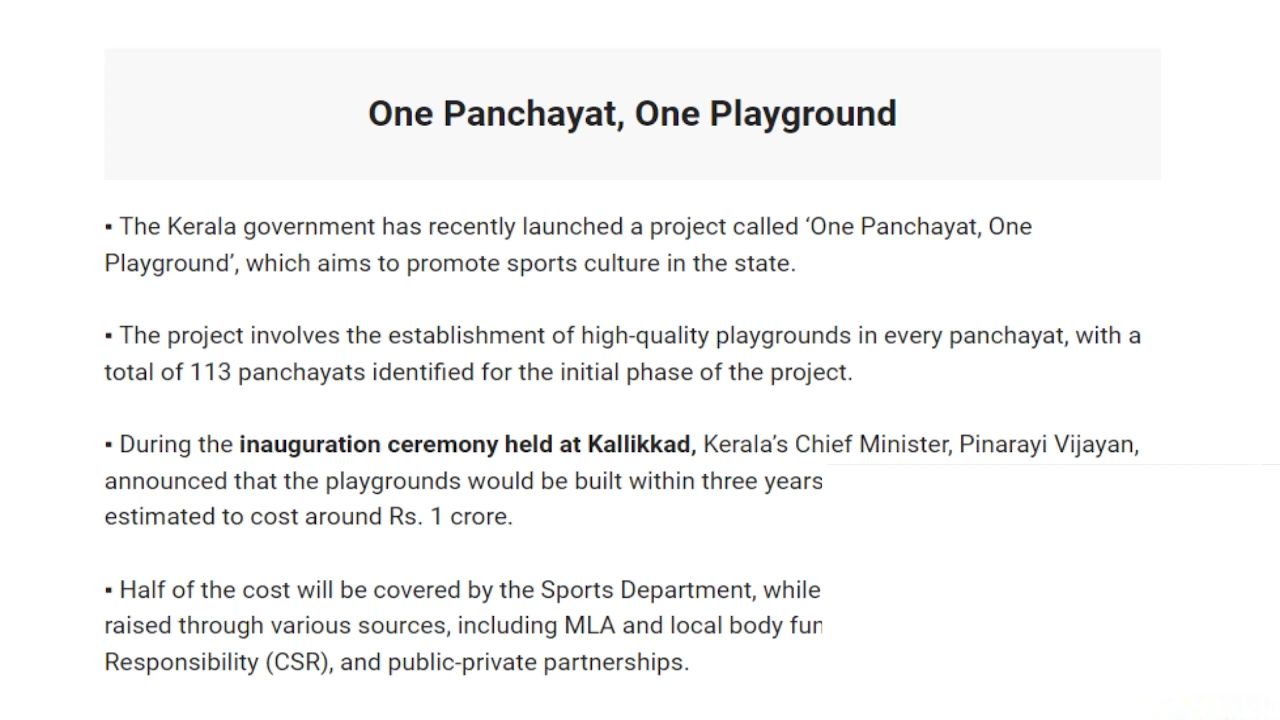 One Panchayat, One Playground
▪ The Kerala government has recently launched a project called ‘One Panchayat, One
Playground’, which aims to promote sports culture in the state.
▪ The project involves the establishment of high-quality playgrounds in every panchayat, with a
total of 113 panchayats identified for the initial phase of the project.
▪ During the inauguration ceremony held at Kallikkad, Kerala’s Chief Minister, Pinarayi Vijayan,
announced that the playgrounds would be built within three years
estimated to cost around Rs. 1 crore.
▪ Half of the cost will be covered by the Sports Department, while
raised through various sources, including MLA and local body
Responsibility (CSR), and public-private partnerships.